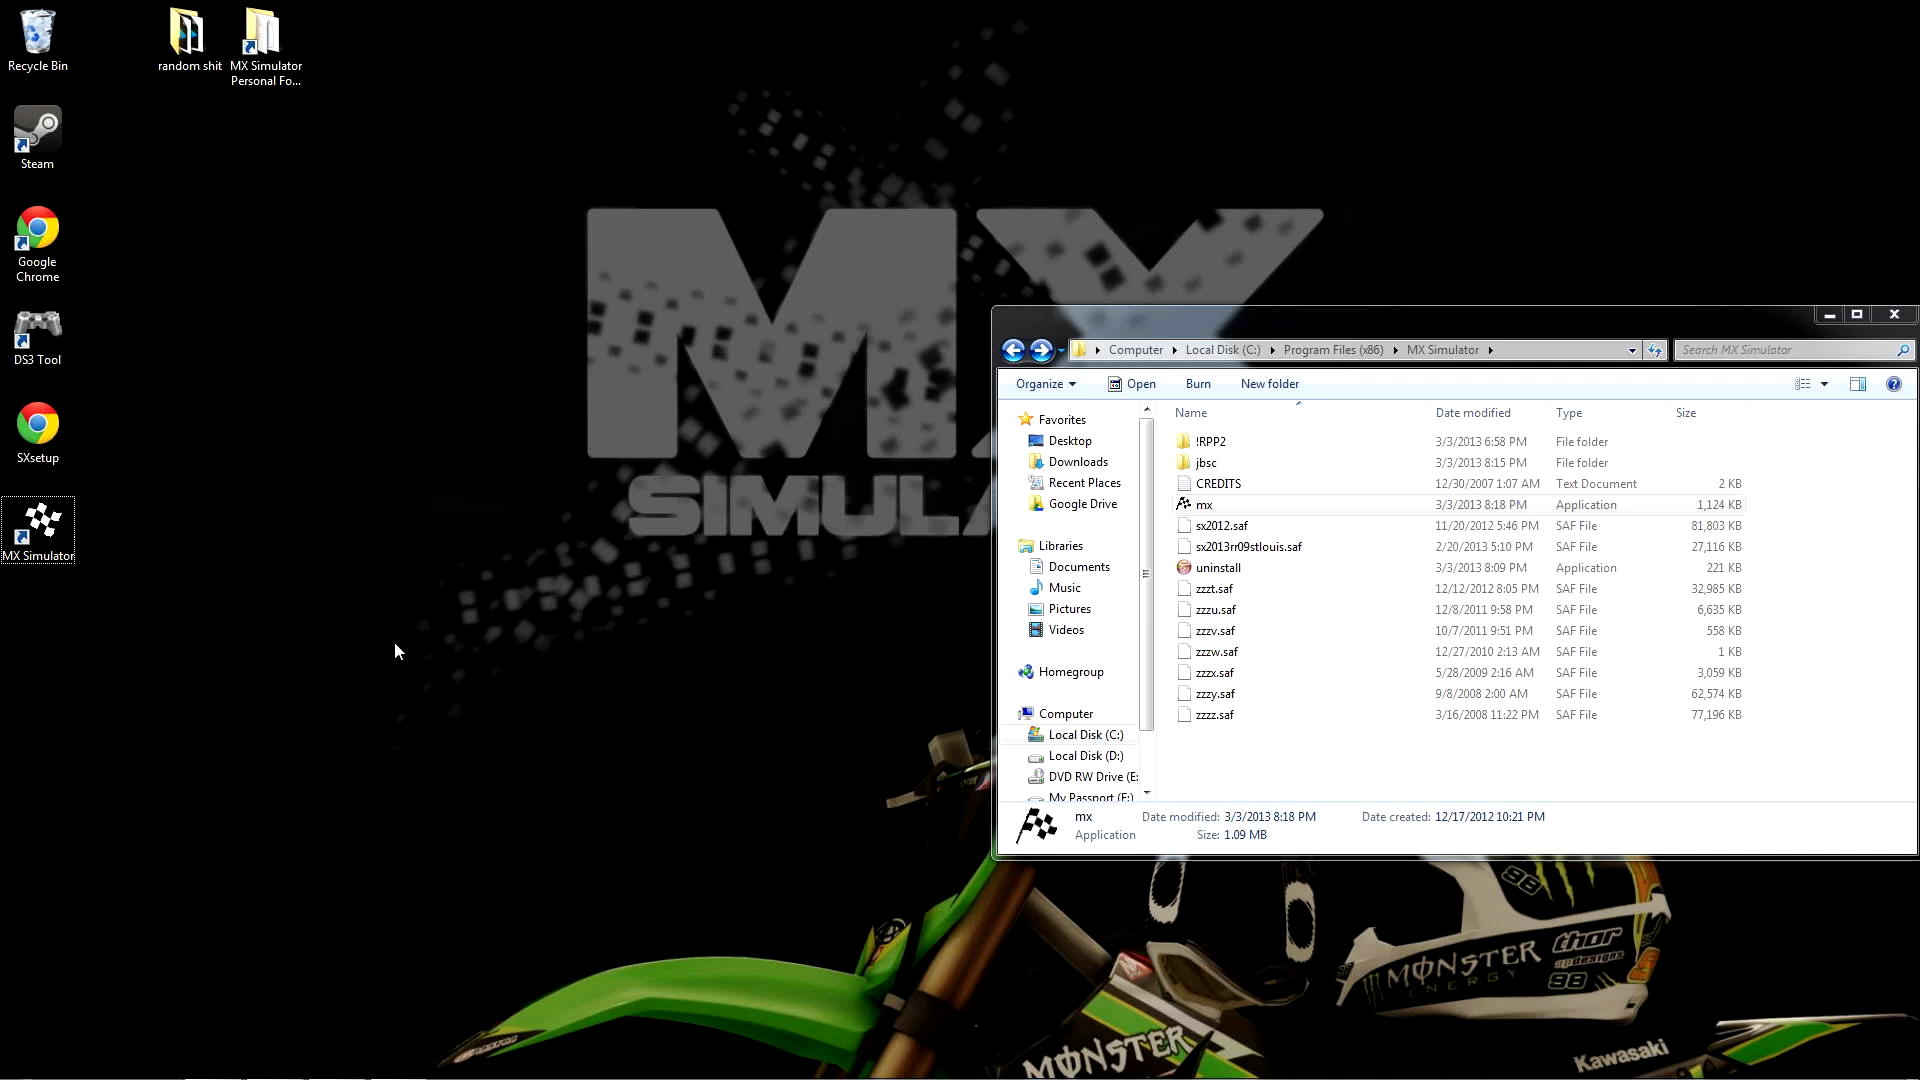 Recycle Bin
random shit
MX Simulator
Personal Fo...
Steam
Google
Chrome
DS3 Tool
SXsetup
MX Simulator
MX
SIMULA
Computer
Local Disk (C:)
Program Files (x86)
MX Simulator
Search MX Simulator
Organize
Open
Burn
New folder
Favorites
Desktop
Downloads
Recent Places
Google Drive
Libraries
Documents
Music
Pictures
Videos
Homegroup
Computer
Local Disk (C:)
Local Disk (D:)
DVD RW Drive (E:
My Passport (F:)
Name Date modified Type Size
!RPP2 3/3/2013 6:58 PM File folder
jbsc 3/3/2013 8:15 PM File folder
CREDITS 12/30/2007 1:07 AM Text Document 2 KB
mx 3/3/2013 8:18 PM Application 1,124 KB
sx2012.saf 11/20/2012 5:46 PM SAF File 81,803 KB
sx2013rr09stlouis.saf 2/20/2013 5:10 PM SAF File 27,116 KB
uninstall 3/3/2013 8:09 PM Application 221 KB
zzzt.saf 12/12/2012 8:05 PM SAF File 32,985 KB
zzzu.saf 12/8/2011 9:58 PM SAF File 6,635 KB
zzzv.saf 10/7/2011 9:51 PM SAF File 558 KB
zzzw.saf 12/27/2010 2:13 AM SAF File 1 KB
zzzx.saf 5/28/2009 2:16 AM SAF File 3,059 KB
zzzy.saf 9/8/2008 2:00 AM SAF File 62,574 KB
zzzz.saf 3/16/2008 11:22 PM SAF File 77,196 KB
mx Date modified: 3/3/2013 8:18 PM Date created: 12/17/2012 10:21 PM
Application Size: 1.09 MB
98
MONSTER
ENERGY
thor
apdesigns
98
MONSTER
Kawasaki